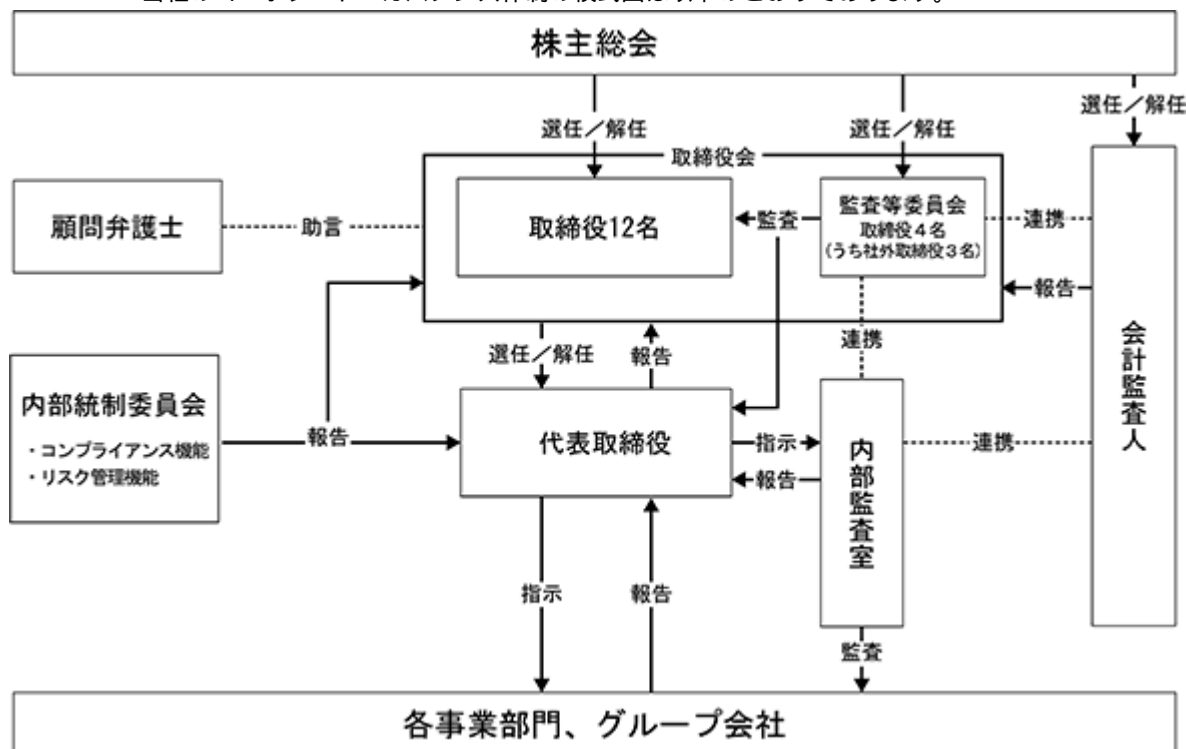 株主総会
選任／解任
選任／解任
選任／解任
取締役会
顧問弁護士
助言
取締役12名
監査
監査等委員会
取締役４名
(うち社外取締役３名)
連携
報告
会計監査人
選任／解任
報告
連携
内部統制委員会
・コンプライアンス機能
・リスク管理機能
報告
代表取締役
指示
報告
内部監査室
連携
指示
報告
監査
各事業部門、グループ会社